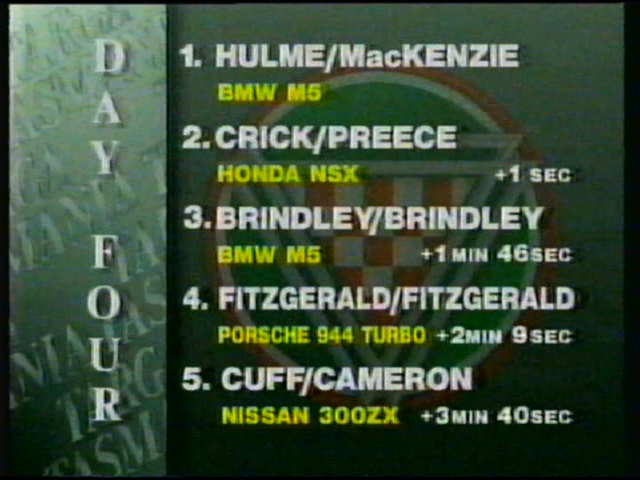 DAY FOUR
1. HULME/MacKENZIE
BMW M5
2. CRICK/PREECE
HONDA NSX +1 SEC
3. BRINDLEY/BRINDLEY
BMW M5 +1 MIN 46 SEC
4. FITZGERALD/FITZGERALD
PORSCHE 944 TURBO +2 MIN 9 SEC
5. CUFF/CAMERON
NISSAN 300ZX +3 MIN 40 SEC